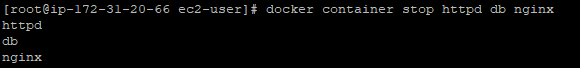 [root@ip-172-31-20-66 ec2-user]# docker container stop httpd db nginx
httpd
db
nginx